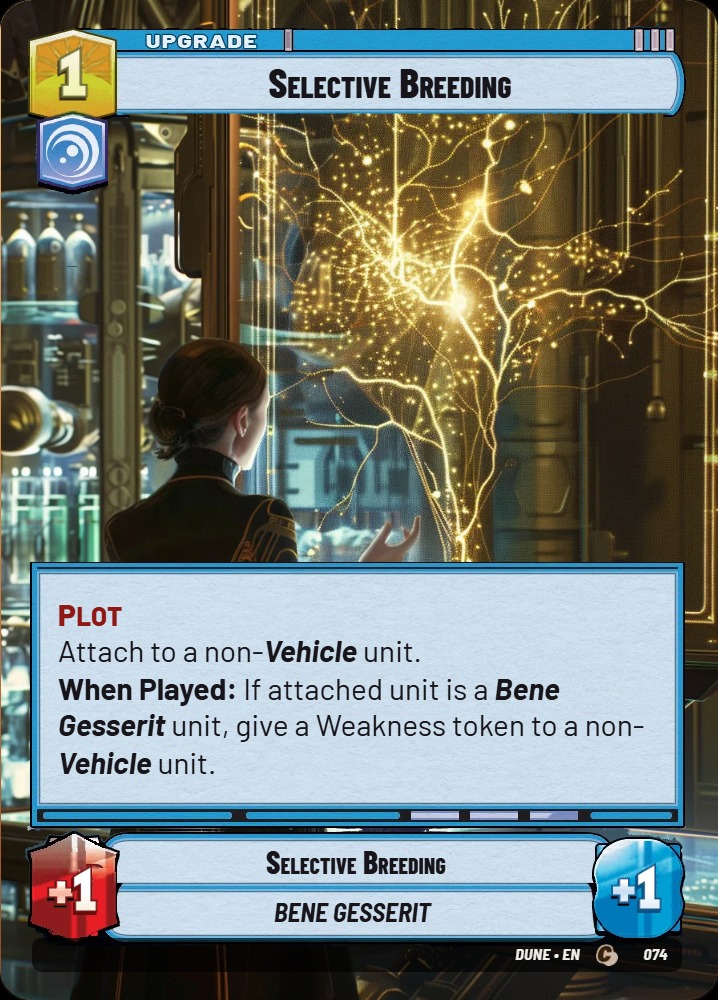 1
UPGRADE
Selective Breeding
PLOT
Attach to a non-Vehicle unit.
When Played: If attached unit is a Bene
Gesserit unit, give a Weakness token to a non-
Vehicle unit.
+1
Selective Breeding
+1
BENE GESSERIT
DUNE • EN C 074